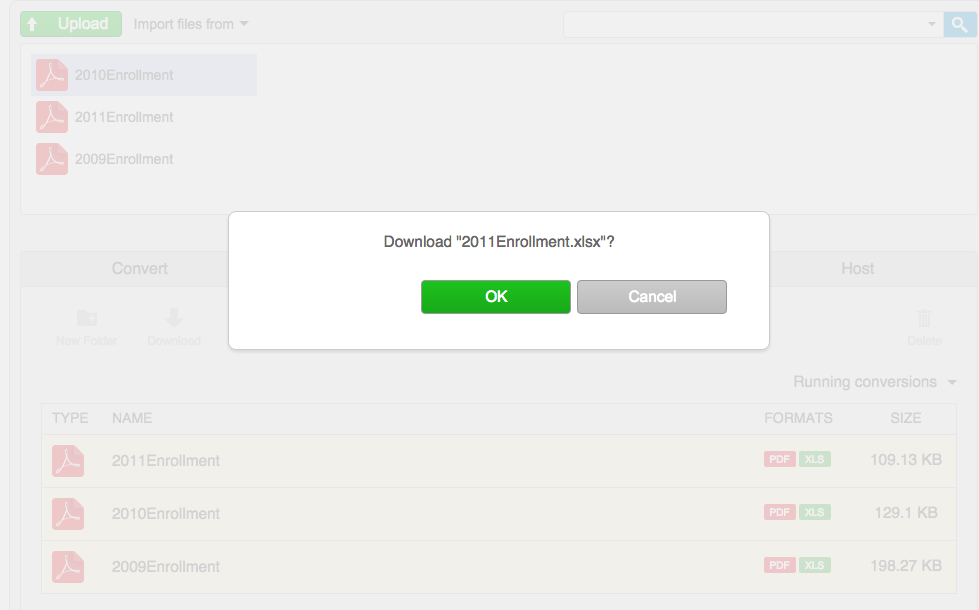 Upload Import files from
2010Enrollment
2011Enrollment
2009Enrollment
Download "2011Enrollment.xlsx"?
OK Cancel
Convert Host
New Folder Download Delete
Running conversions
TYPE NAME FORMATS SIZE
2011Enrollment PDF XLS 109.13 KB
2010Enrollment PDF XLS 129.1 KB
2009Enrollment PDF XLS 198.27 KB